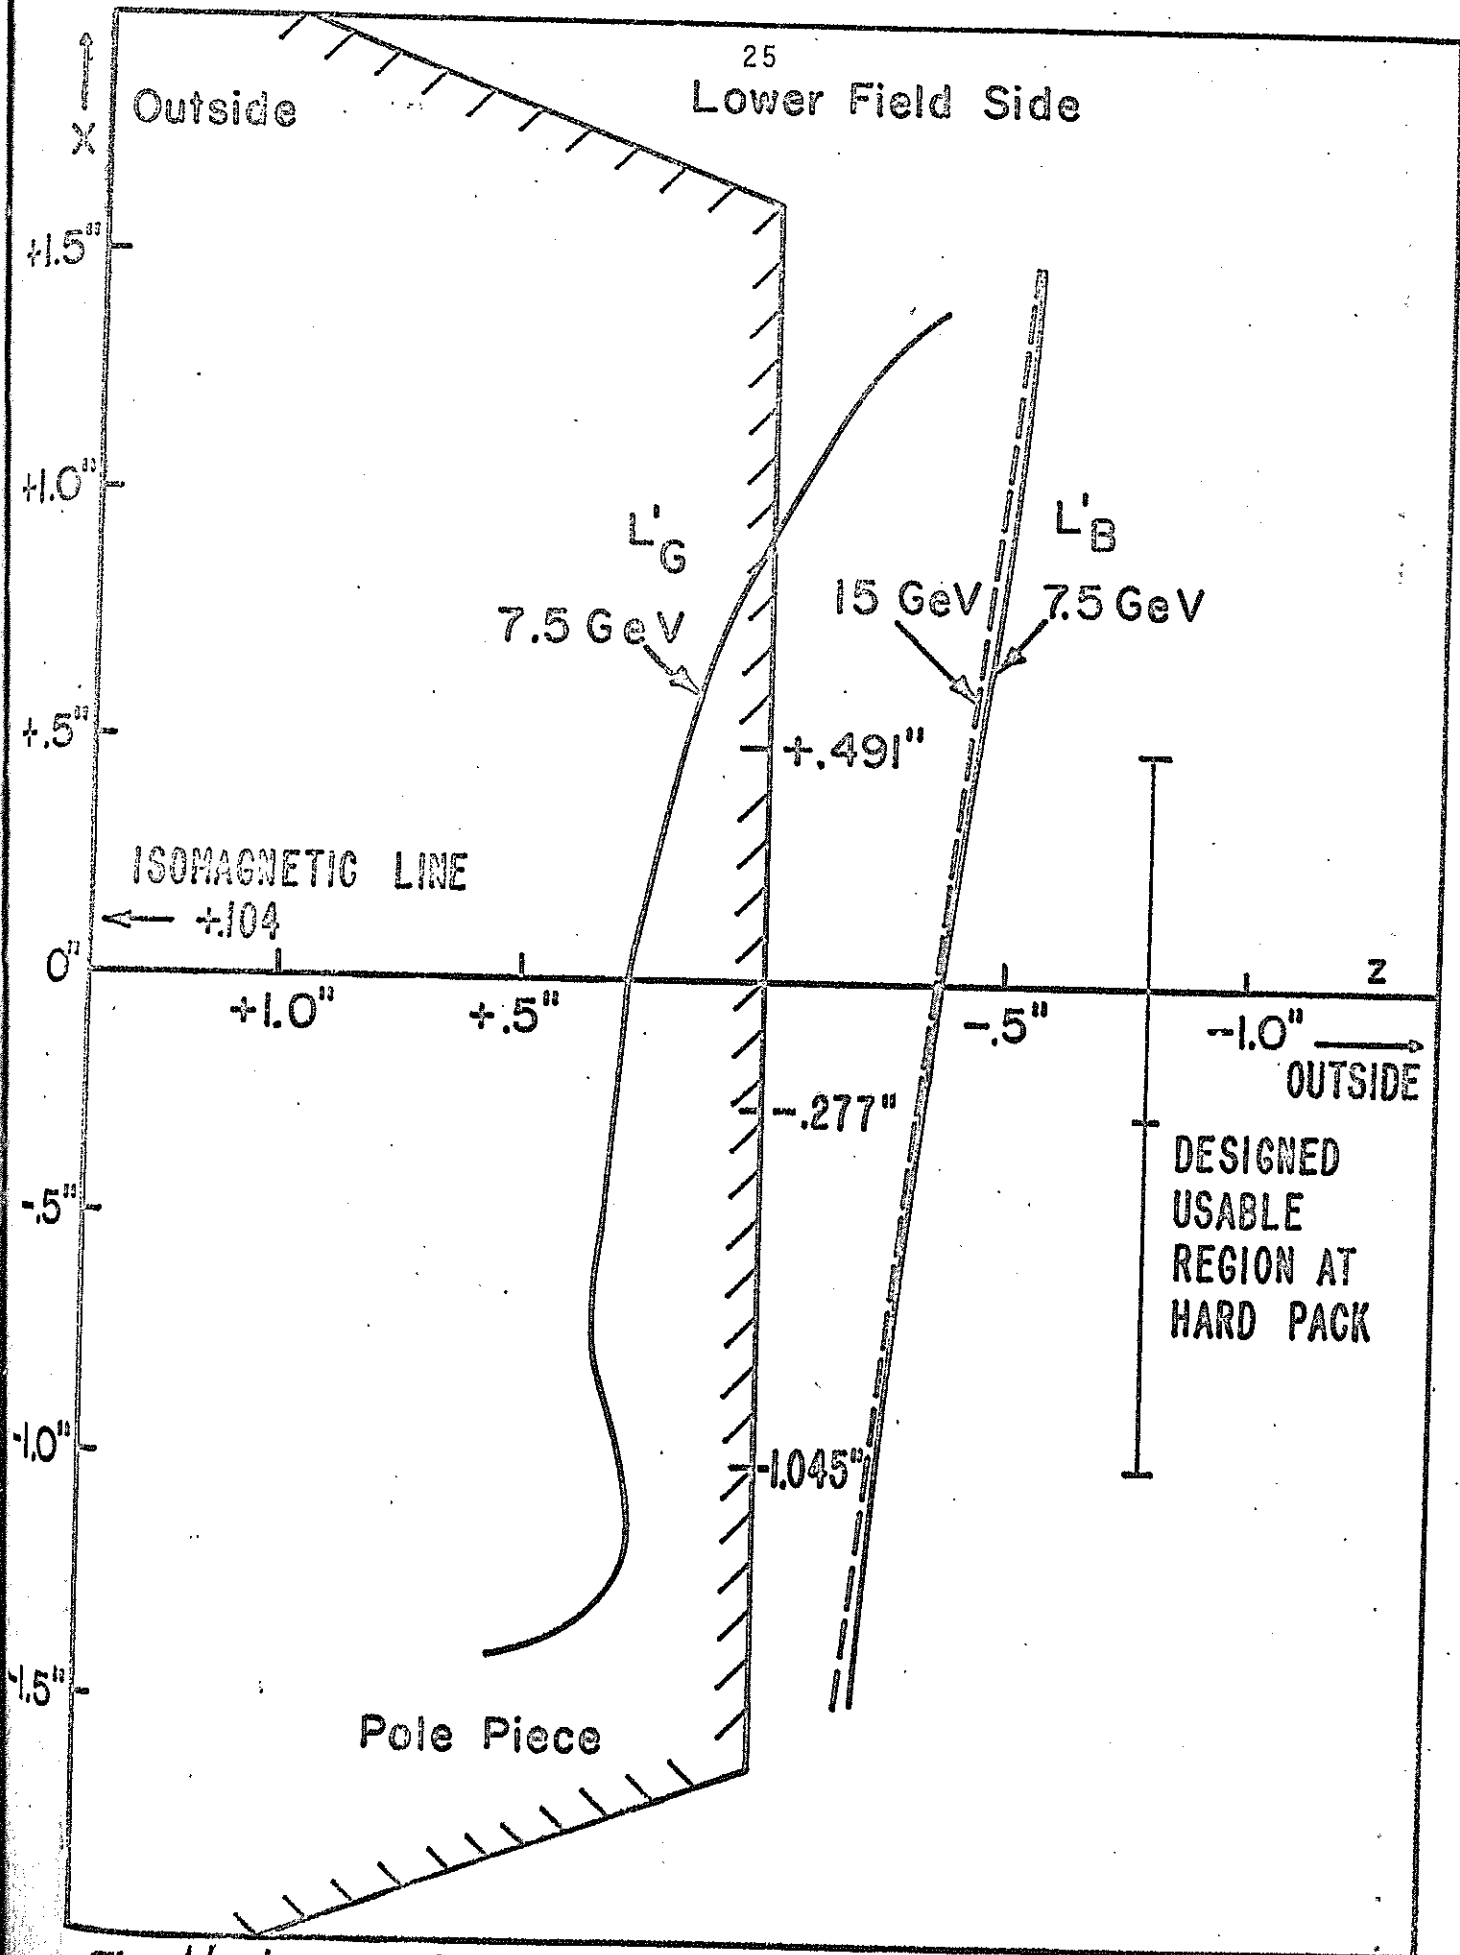 25
Lower Field Side
X
Outside
+1.5"
+1.0"
L'G
L'B
7.5 GeV
15 GeV
7.5 GeV
+.5"
+.491"
ISOMAGNETIC LINE
+.104
0"
+1.0"
+.5"
-.5"
-1.0"
z
OUTSIDE
-.277"
DESIGNED
USABLE
REGION AT
HARD PACK
-.5"
-1.0"
-1.045"
-1.5"
Pole Piece